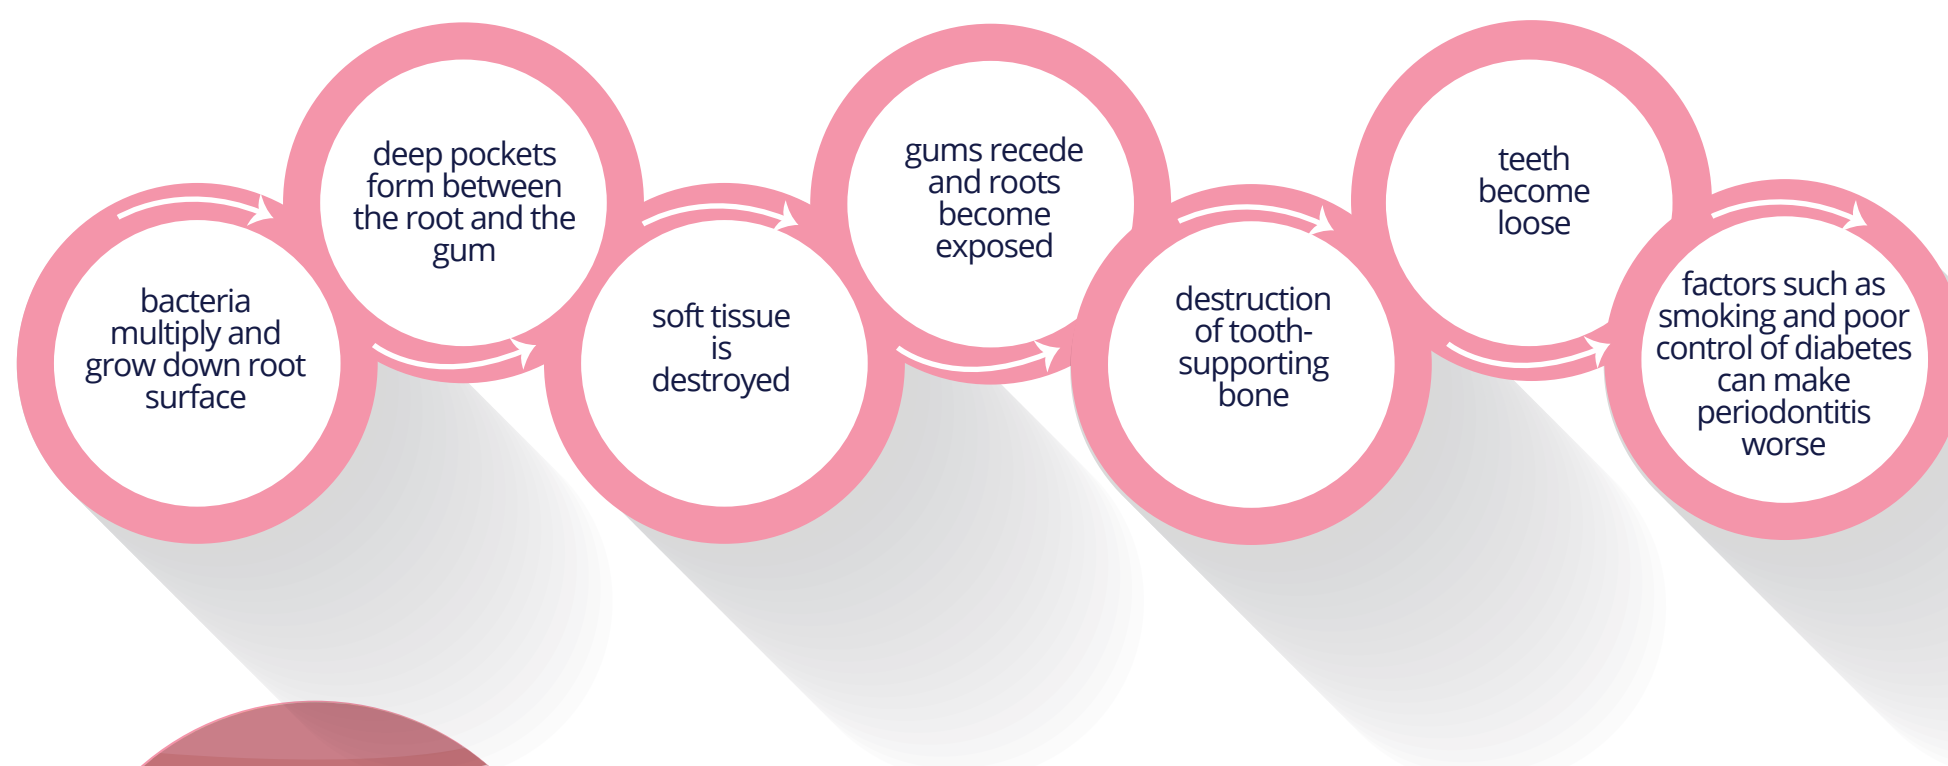 bacteria
multiply and
grow down root
surface
deep pockets
form between
the root and the
gum
soft tissue
is
destroyed
gums recede
and roots
become
exposed
destruction
of tooth-
supporting
bone
teeth
become
loose
factors such as
smoking and poor
control of diabetes
can make
periodontitis
worse